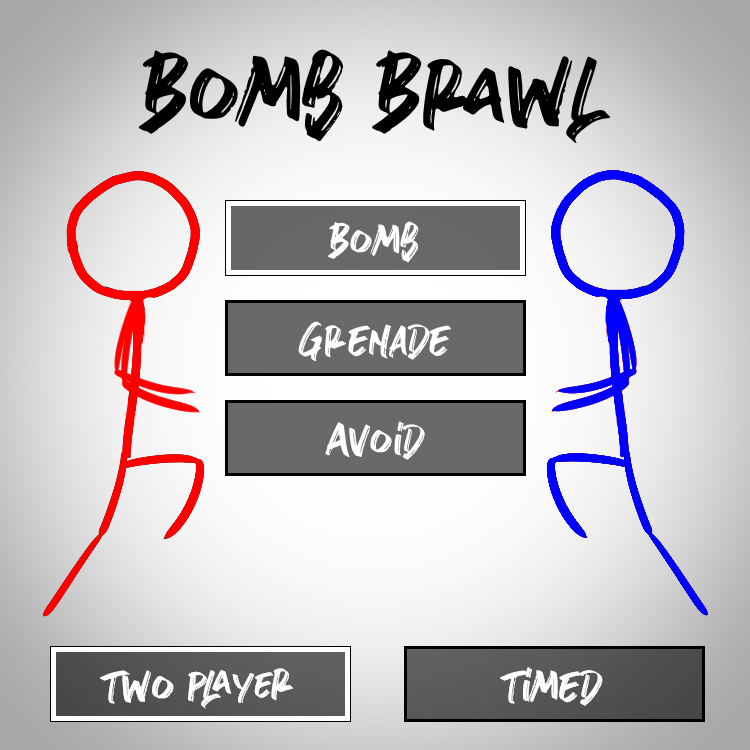 BOMB BRAWL
BOMB
GRENADE
AVOID
TWO PLAYER
TIMED